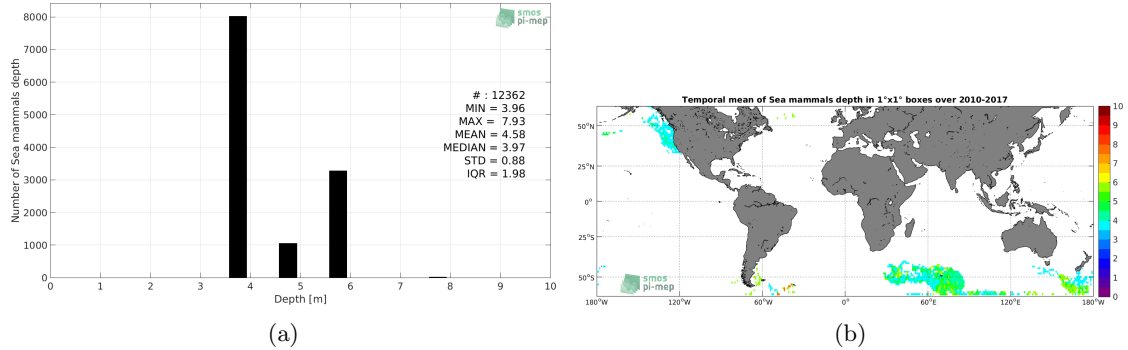 8000
7000
6000
5000
4000
3000
2000
1000
0
Number of Sea mammals depth
smos
pi-mep
# : 12362
MIN = 3.96
MAX = 7.93
MEAN = 4.58
MEDIAN = 3.97
STD = 0.88
IQR = 1.98
0 1 2 3 4 5 6 7 8 9 10
Depth [m]
(a)
Temporal mean of Sea mammals depth in 1°x1° boxes over 2010-2017
50°N
25°N
0°
25°S
50°S
smos
pi-mep
180°W 120°W 60°W 0° 60°E 120°E 180°W
10
9
8
7
6
5
4
3
2
1
0
(b)